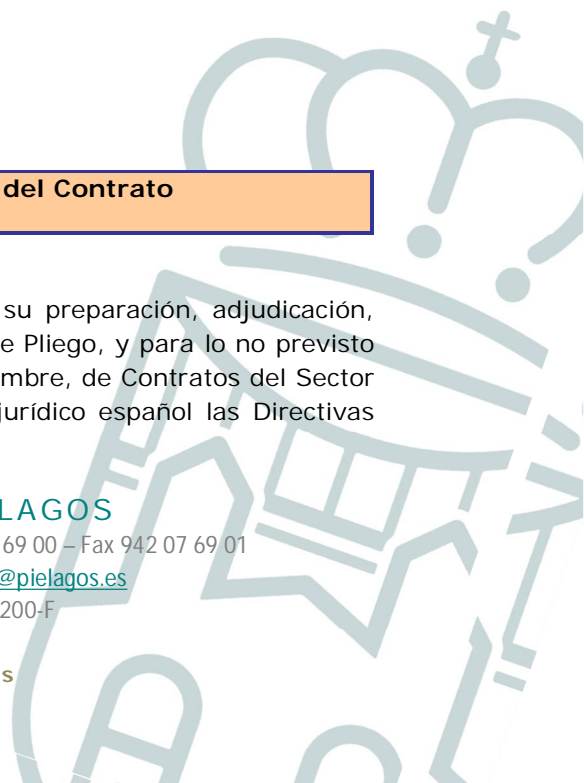 del Contrato
su preparación, adjudicación,
e Pliego, y para lo no previsto
mbre, de Contratos del Sector
jurídico español las Directivas
LAGOS
69 00 – Fax 942 07 69 01
@pielagos.es
200-F
s